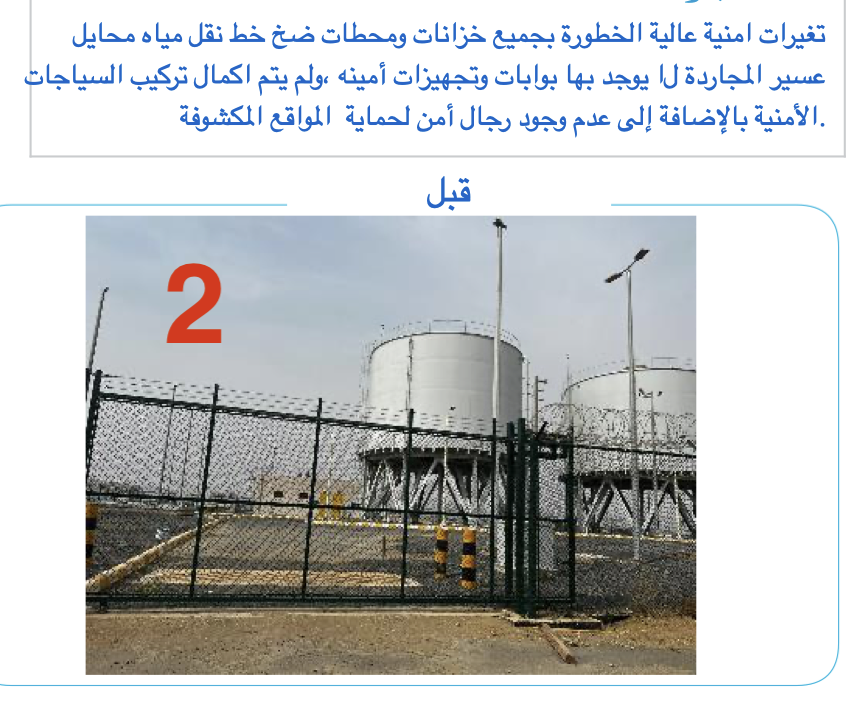 تغيرات امنية عالية الخطورة بجميع خزانات ومحطات ضخ خط نقل مياه محايل
عسير المجاردة لا يوجد بها بوابات وتجهيزات أمينه ،ولم يتم اكمال تركيب السياجات
.الأمنية بالإضافة إلى عدم وجود رجال أمن لحماية المواقع المكشوفة
قبل
2